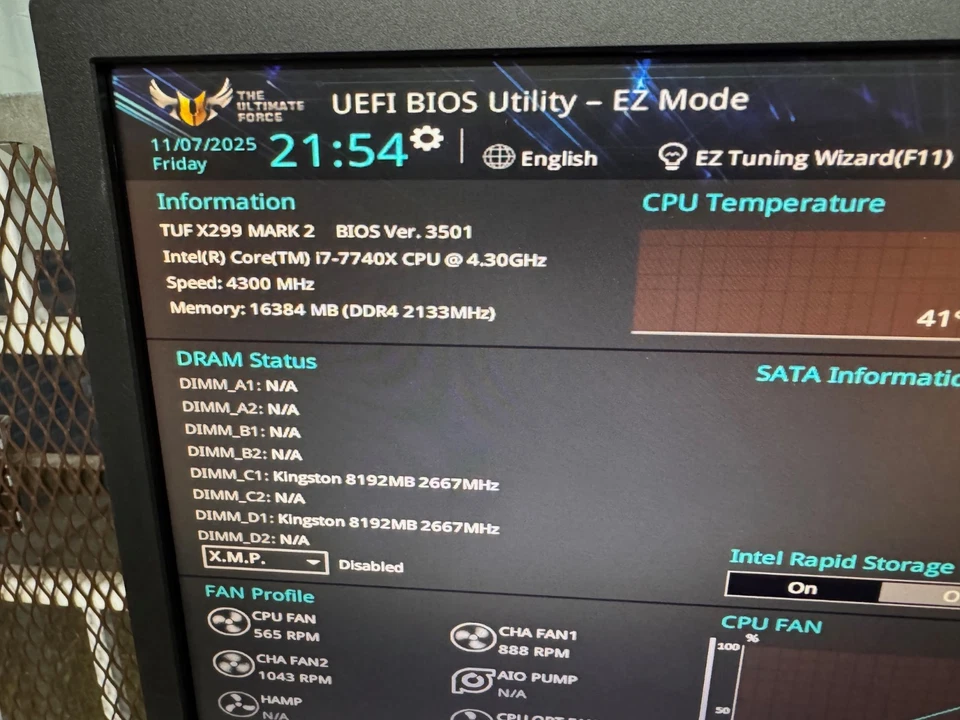 THE
ULTIMATE
FORCE
UEFI BIOS Utility – EZ Mode
11/07/2025
Friday
21:54
English
EZ Tuning Wizard(F11)
Information
TUF X299 MARK 2 BIOS Ver. 3501
Intel(R) Core(TM) i7-7740X CPU @ 4.30GHz
Speed: 4300 MHz
Memory: 16384 MB (DDR4 2133MHz)
CPU Temperature
41°
DRAM Status
DIMM_A1: N/A
DIMM_A2: N/A
DIMM_B1: N/A
DIMM_B2: N/A
DIMM_C1: Kingston 8192MB 2667MHz
DIMM_C2: N/A
DIMM_D1: Kingston 8192MB 2667MHz
DIMM_D2: N/A
X.M.P. Disabled
SATA Informatio
Intel Rapid Storage
On
FAN Profile
CPU FAN
565 RPM
CHA FAN1
888 RPM
CHA FAN2
1043 RPM
AIO PUMP
N/A
HAMP
N/A
CPU FAN
%
100
50